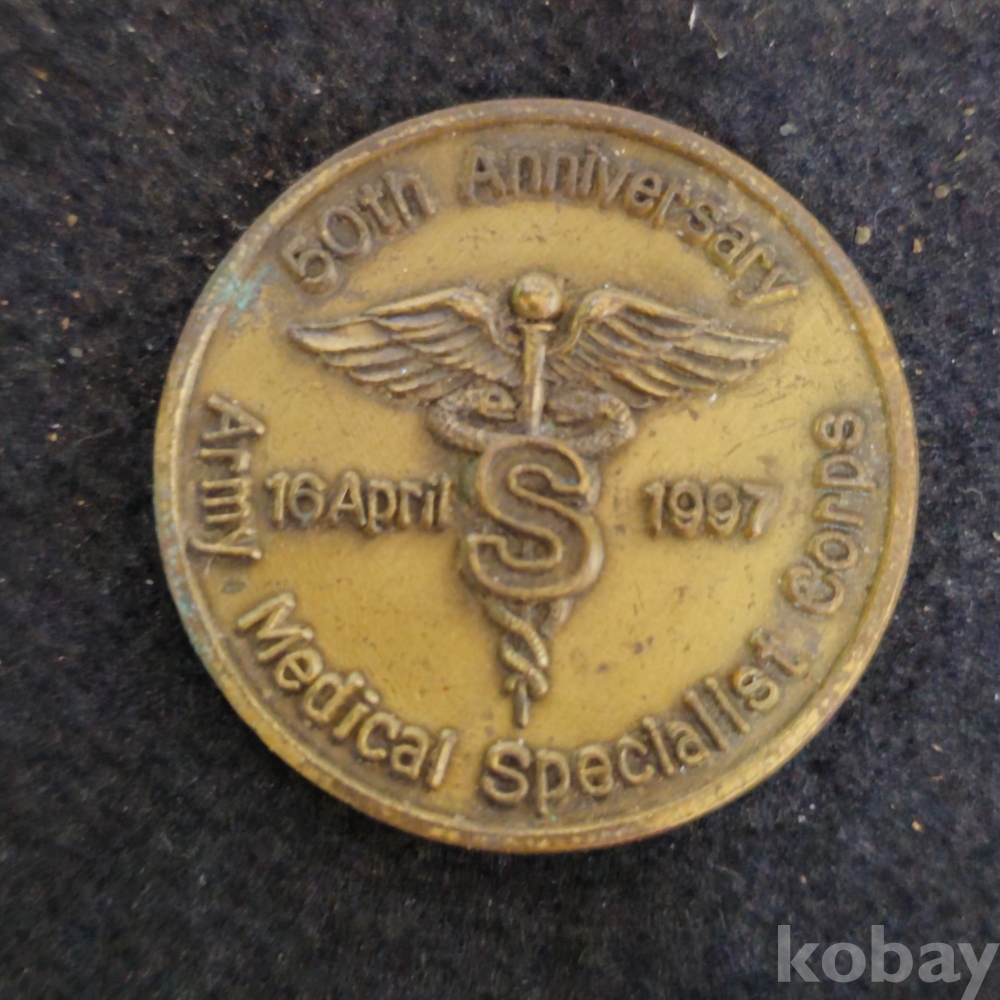 50th Anniversary
16 April S 1997
Army Medical Specialist Corps
kobay